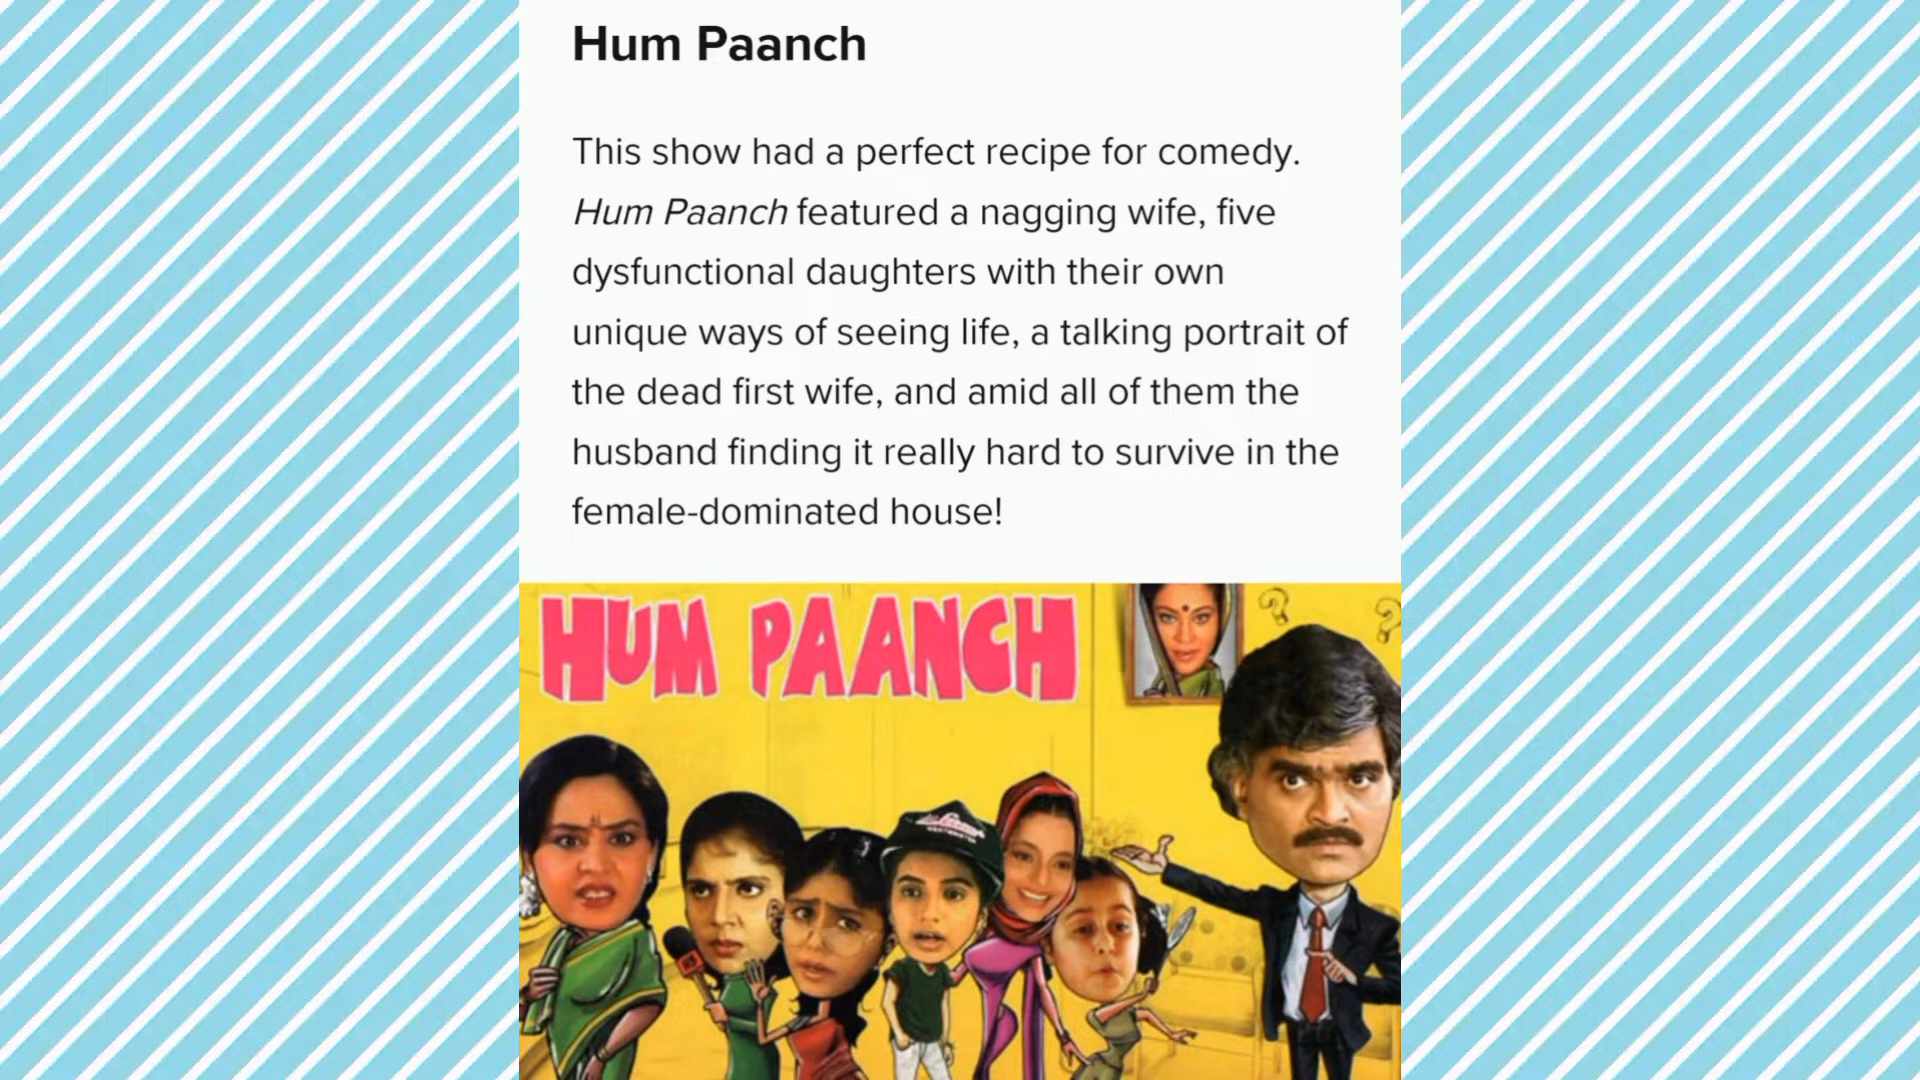 Hum Paanch
This show had a perfect recipe for comedy.
Hum Paanch featured a nagging wife, five
dysfunctional daughters with their own
unique ways of seeing life, a talking portrait of
the dead first wife, and amid all of them the
husband finding it really hard to survive in the
female-dominated house!
HUM PAANCH
? ?